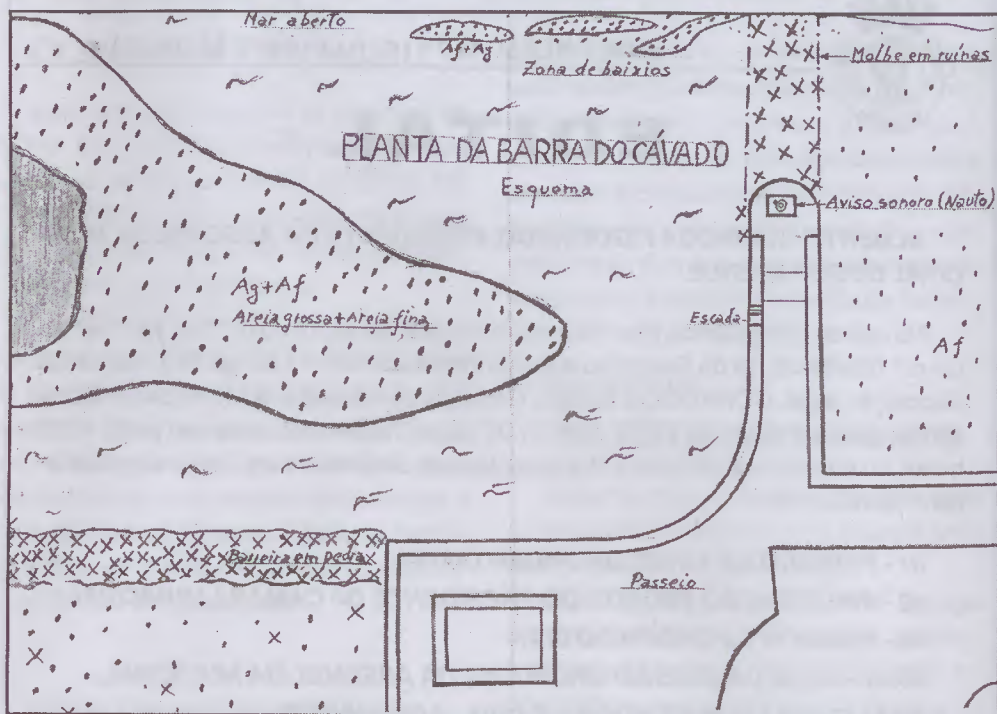 Mar aberto
Af+Ag
Zona de baixios
Molhe em ruínas
PLANTA DA BARRA DO CÁVADO
Esquema
Aviso sonoro (Nauto)
Ag+Af
Areia grossa + Areia fina
Escada
Af
Barreira em pedra
Passeio